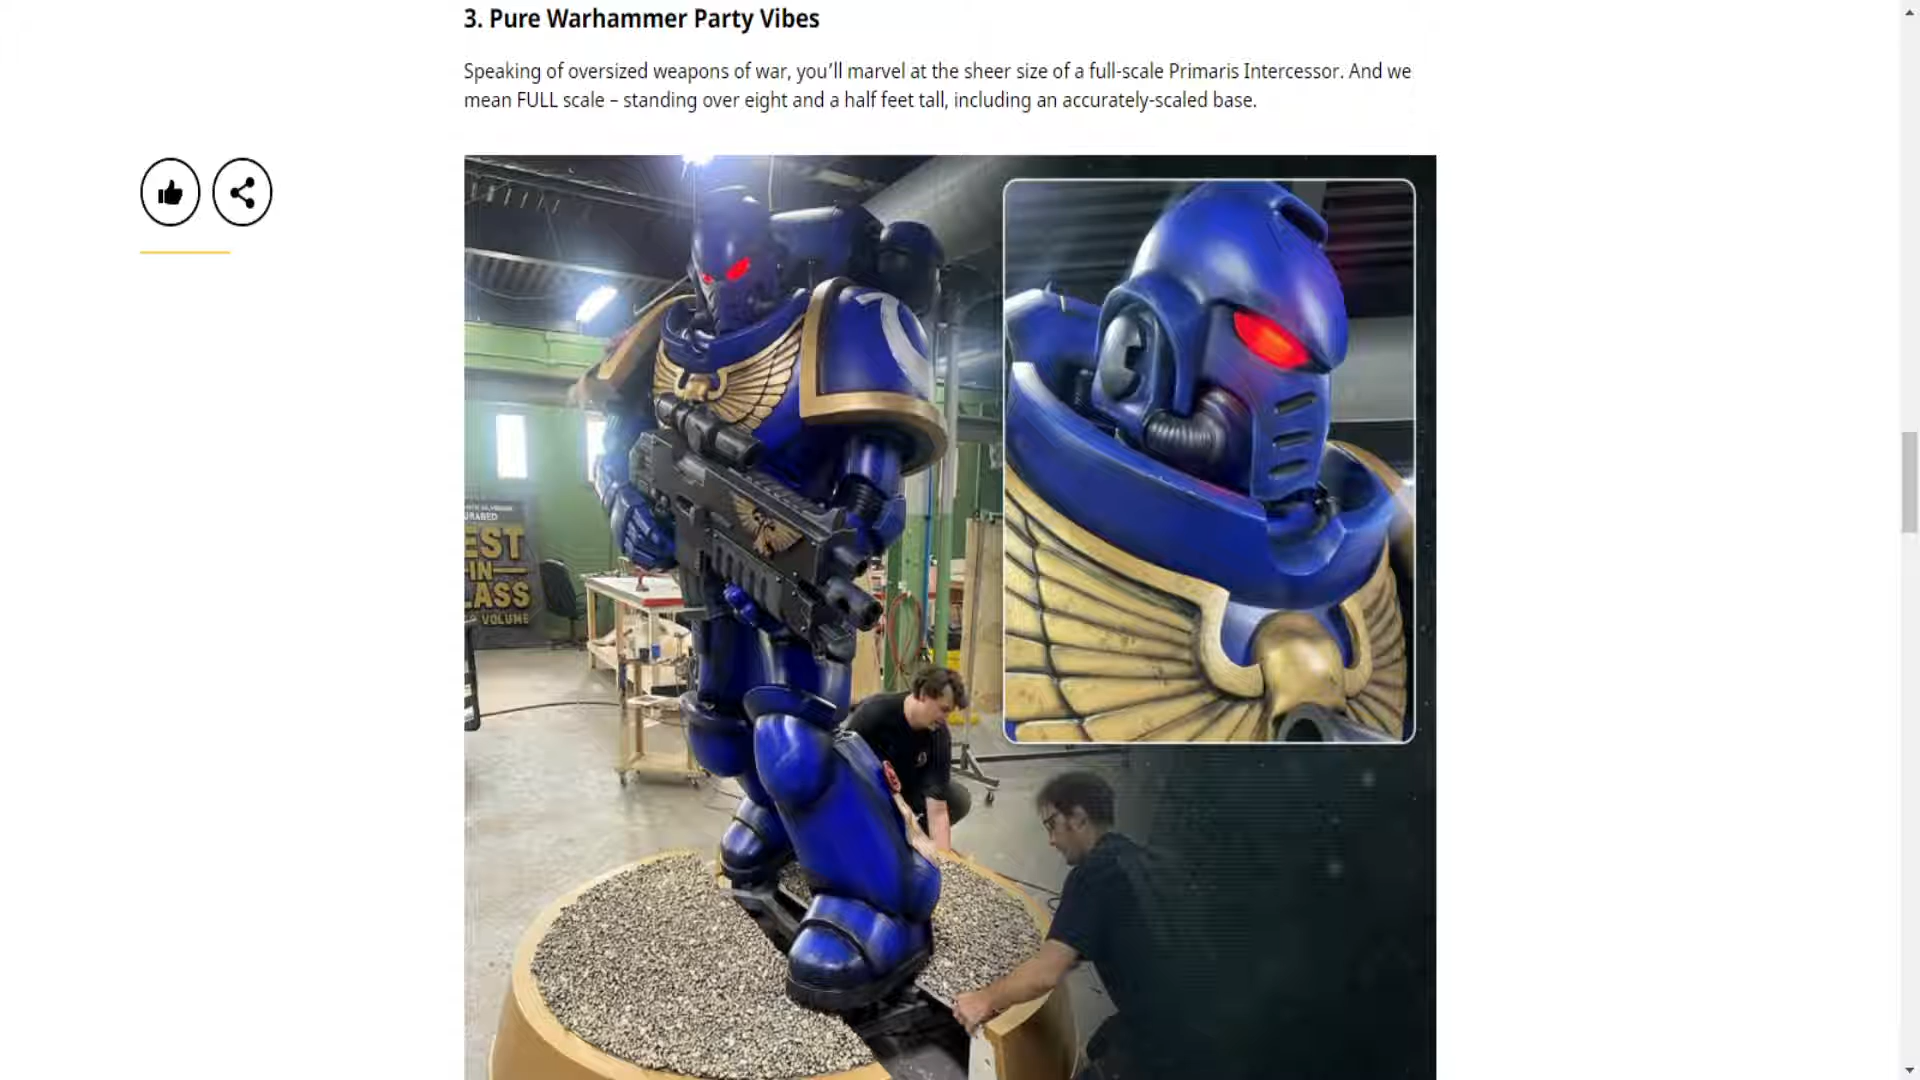 3. Pure Warhammer Party Vibes
Speaking of oversized weapons of war, you’ll marvel at the sheer size of a full-scale Primaris Intercessor. And we
mean FULL scale – standing over eight and a half feet tall, including an accurately-scaled base.
EST
IN
LASS
VOLUME